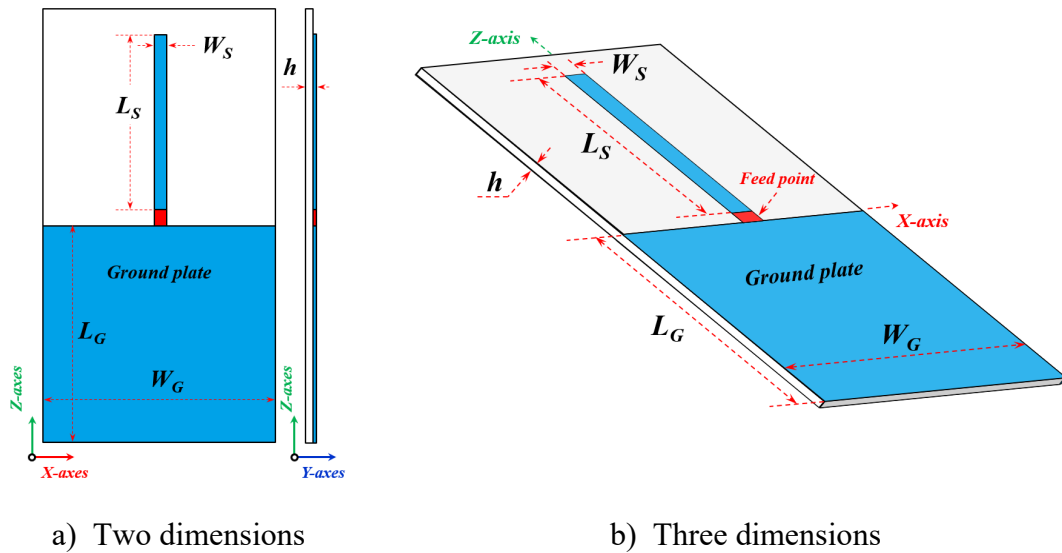 W_S
h
L_S
Ground plate
L_G
W_G
Z-axes
X-axes
Z-axes
Y-axes
a) Two dimensions
Z-axis
W_S
L_S
h
Feed point
X-axis
Ground plate
L_G
W_G
b) Three dimensions